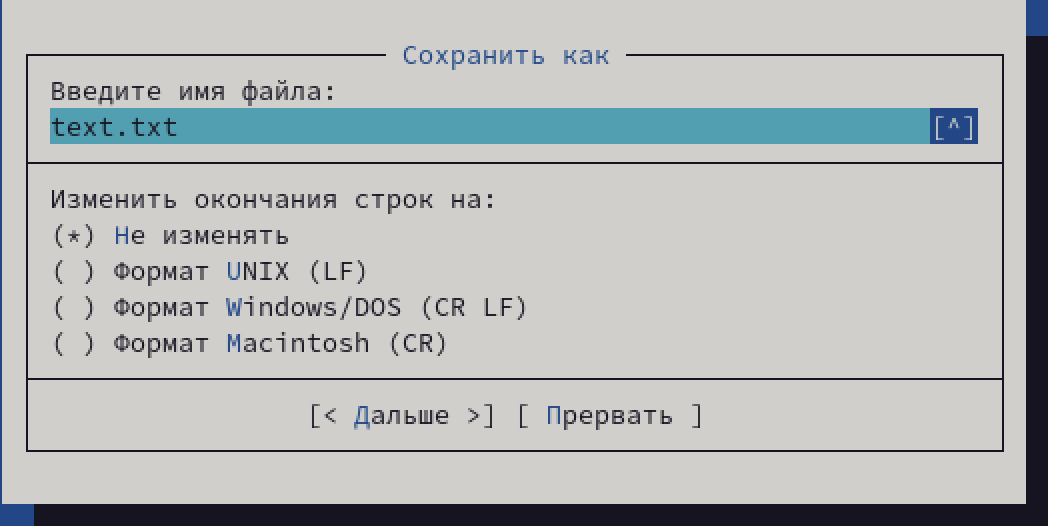 Сохранить как
Введите имя файла:
text.txt [^]
Изменить окончания строк на:
(*) Не изменять
( ) Формат UNIX (LF)
( ) Формат Windows/DOS (CR LF)
( ) Формат Macintosh (CR)
[< Дальше >] [ Прервать ]